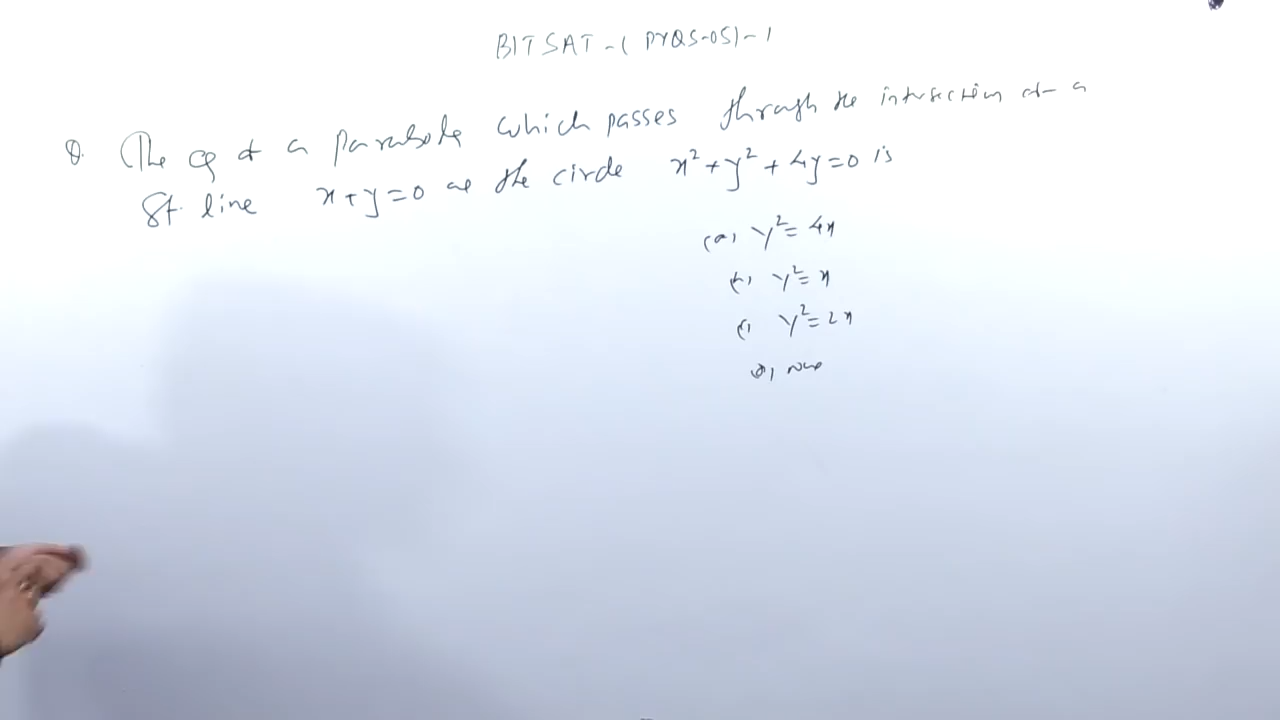 BITSAT-(PYQS-05)-1
Q. The eq of a parabola which passes through the intersection of a
St. line x+y=0 and the circle x²+y²+4y=0 is
(a) y²=4x
(b) y²=x
(c) y²=2x
(d) none